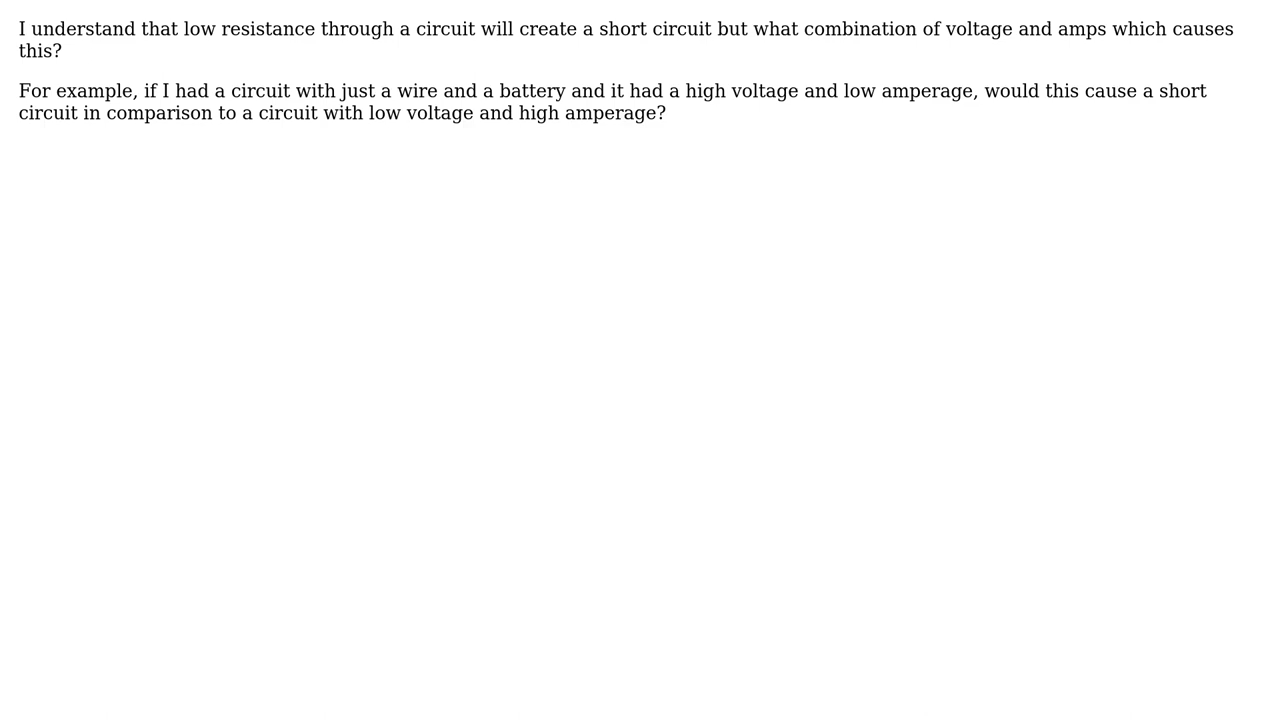 I understand that low resistance through a circuit will create a short circuit but what combination of voltage and amps which causes
this?
For example, if I had a circuit with just a wire and a battery and it had a high voltage and low amperage, would this cause a short
circuit in comparison to a circuit with low voltage and high amperage?